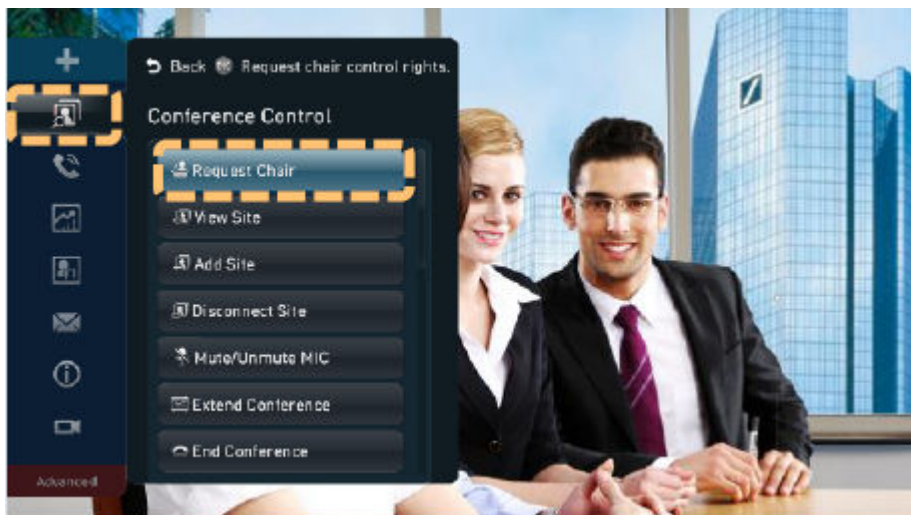 Back Request chair control rights.
Conference Control
Request Chair
View Site
Add Site
Disconnect Site
Mute/Unmute MIC
Extend Conference
End Conference
Advanced